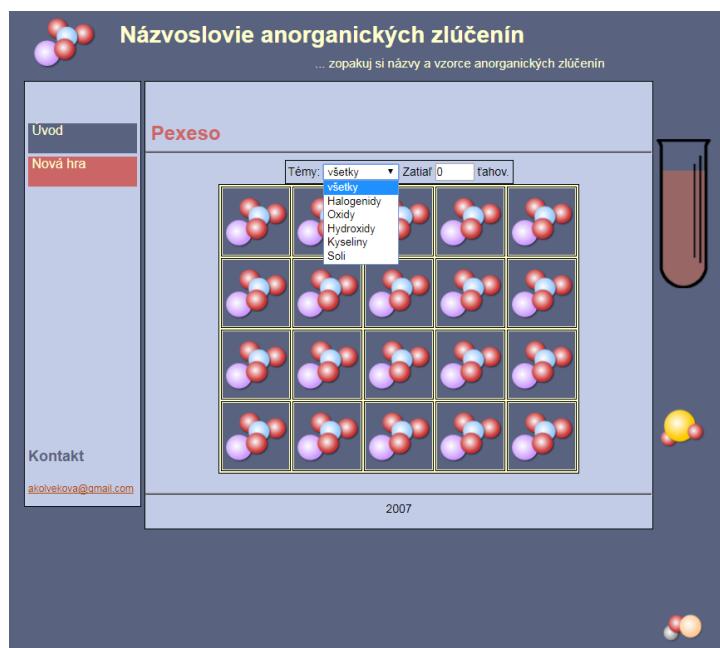 Názvoslovie anorganických zlúčenín
... zopakuj si názvy a vzorce anorganických zlúčenín
Úvod
Nová hra
Kontakt
akolvekova@gmail.com
Pexeso
Témy: všetky Zatiaľ 0 ťahov.
všetky
Halogenidy
Oxidy
Hydroxidy
Kyseliny
Soli
2007